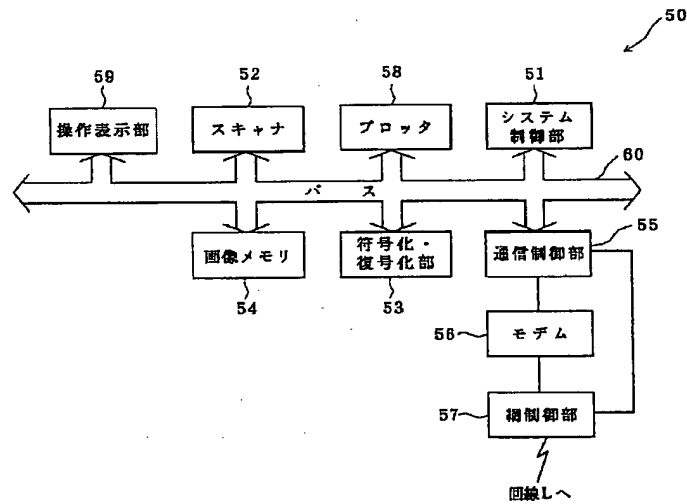 50
59
52
58
51
操作表示部
スキャナ
プロッタ
システム
制御部
60
バス
画像メモリ
符号化・
復号化部
通信制御部
55
54
53
56
モデム
57
網制御部
回線Lへ